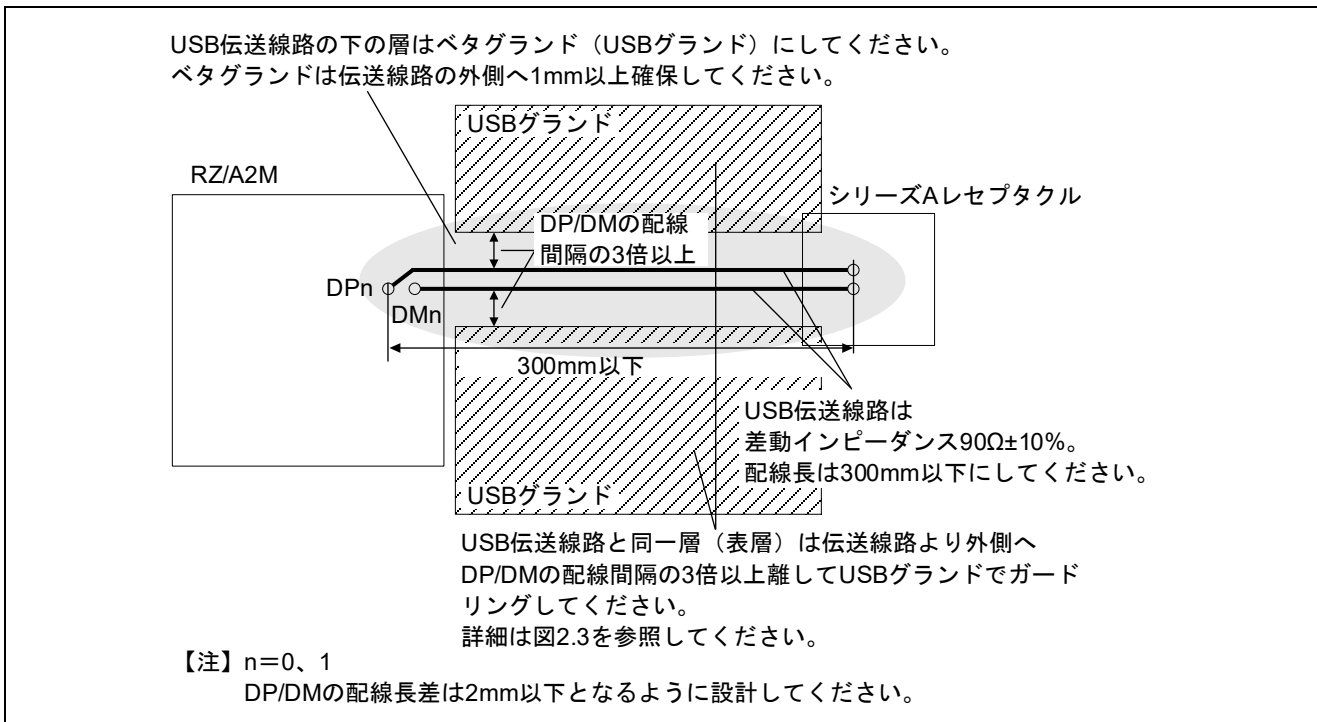 USB伝送線路の下の層はベタグランド（USBグランド）にしてください。
ベタグランドは伝送線路の外側へ1mm以上確保してください。
USBグランド
RZ/A2M
シリーズAレセプタクル
DP/DMの配線
間隔の3倍以上
DPn
DMn
300mm以下
USB伝送線路は
差動インピーダンス90Ω±10%。
配線長は300mm以下にしてください。
USBグランド
USB伝送線路と同一層（表層）は伝送線路より外側へ
DP/DMの配線間隔の3倍以上離してUSBグランドでガード
リングしてください。
詳細は図2.3を参照してください。
【注】n＝0、1
DP/DMの配線長差は2mm以下となるように設計してください。